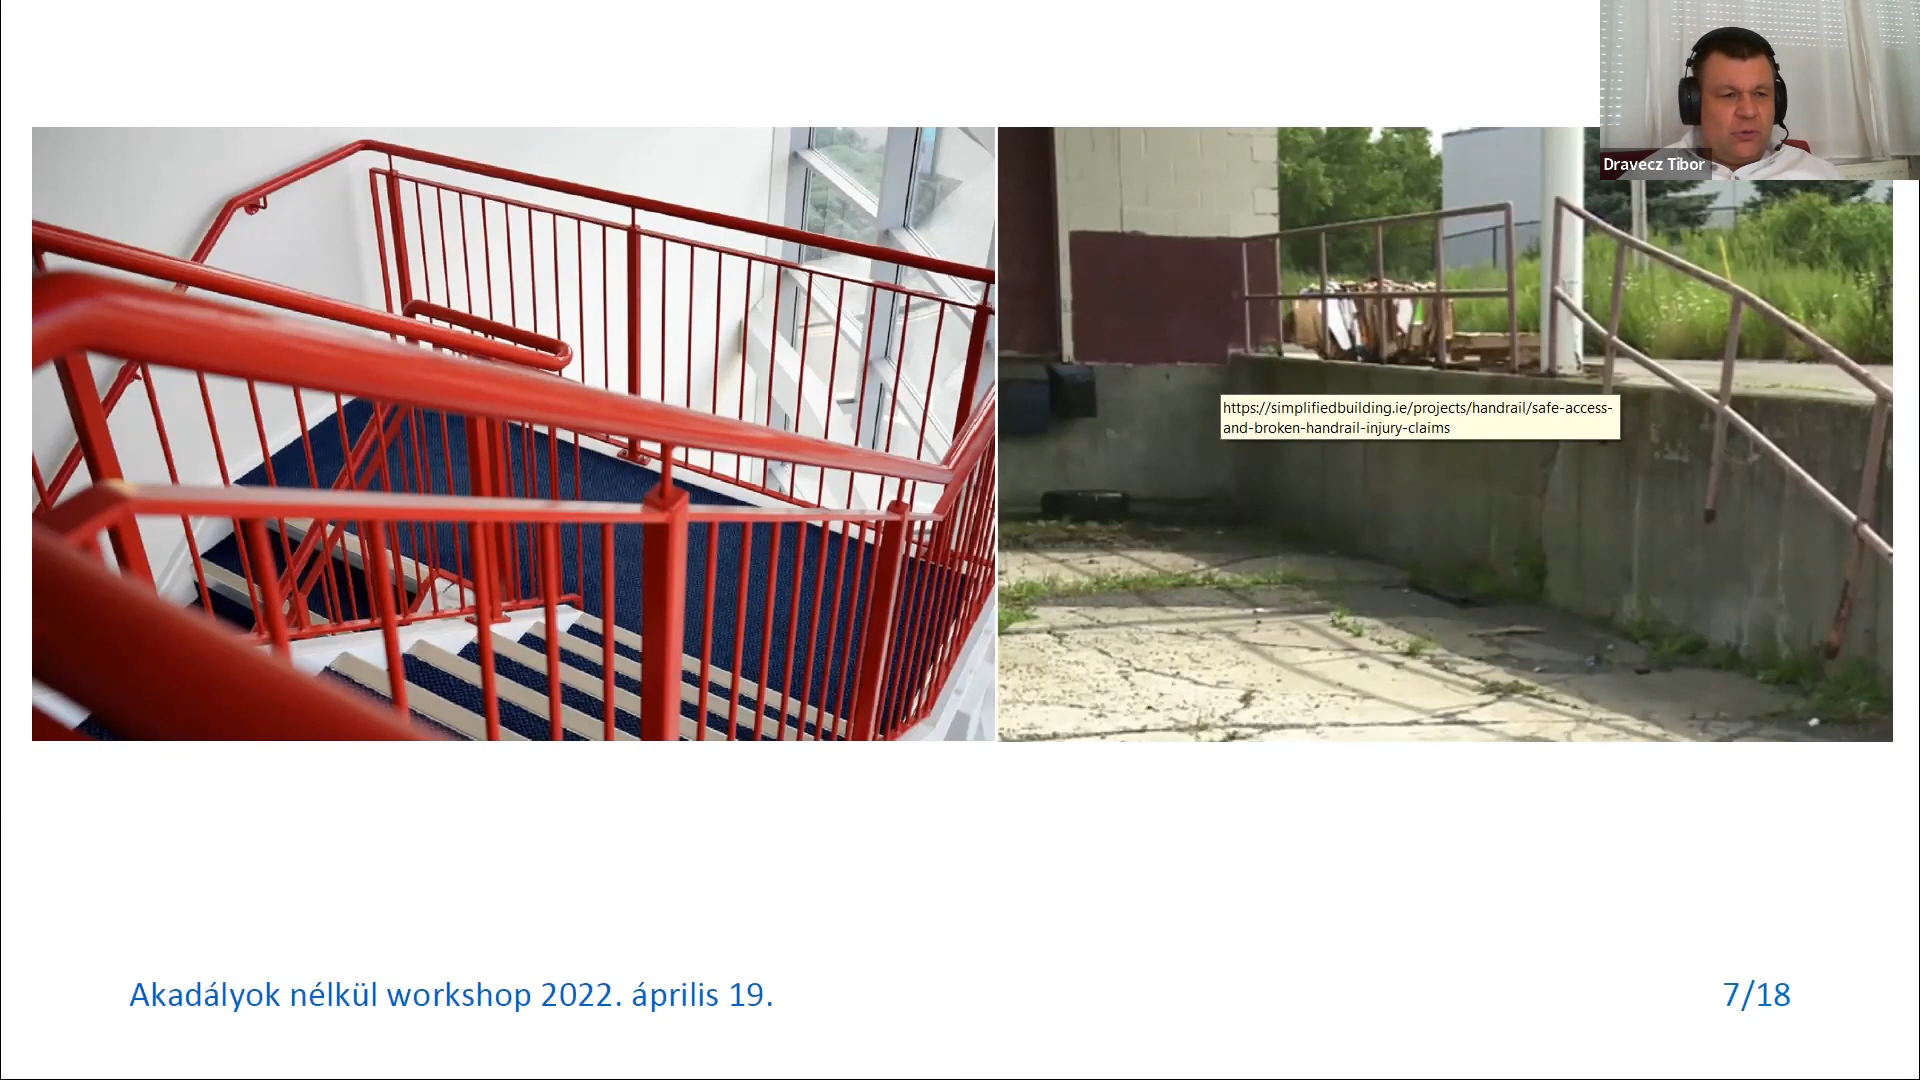 Dravecz Tibor
https://simplifiedbuilding.ie/projects/handrail/safe-access-
and-broken-handrail-injury-claims
Akadályok nélkül workshop 2022. április 19.
7/18